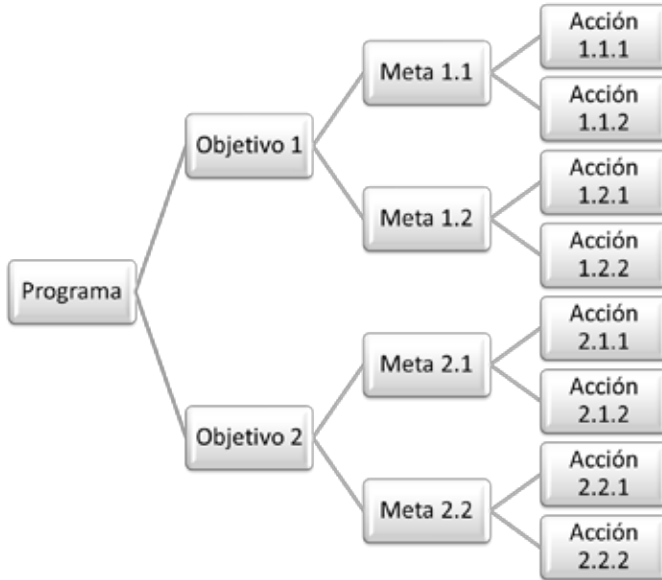 Programa
Objetivo 1
Meta 1.1
Acción
1.1.1
Acción
1.1.2
Meta 1.2
Acción
1.2.1
Acción
1.2.2
Objetivo 2
Meta 2.1
Acción
2.1.1
Acción
2.1.2
Meta 2.2
Acción
2.2.1
Acción
2.2.2